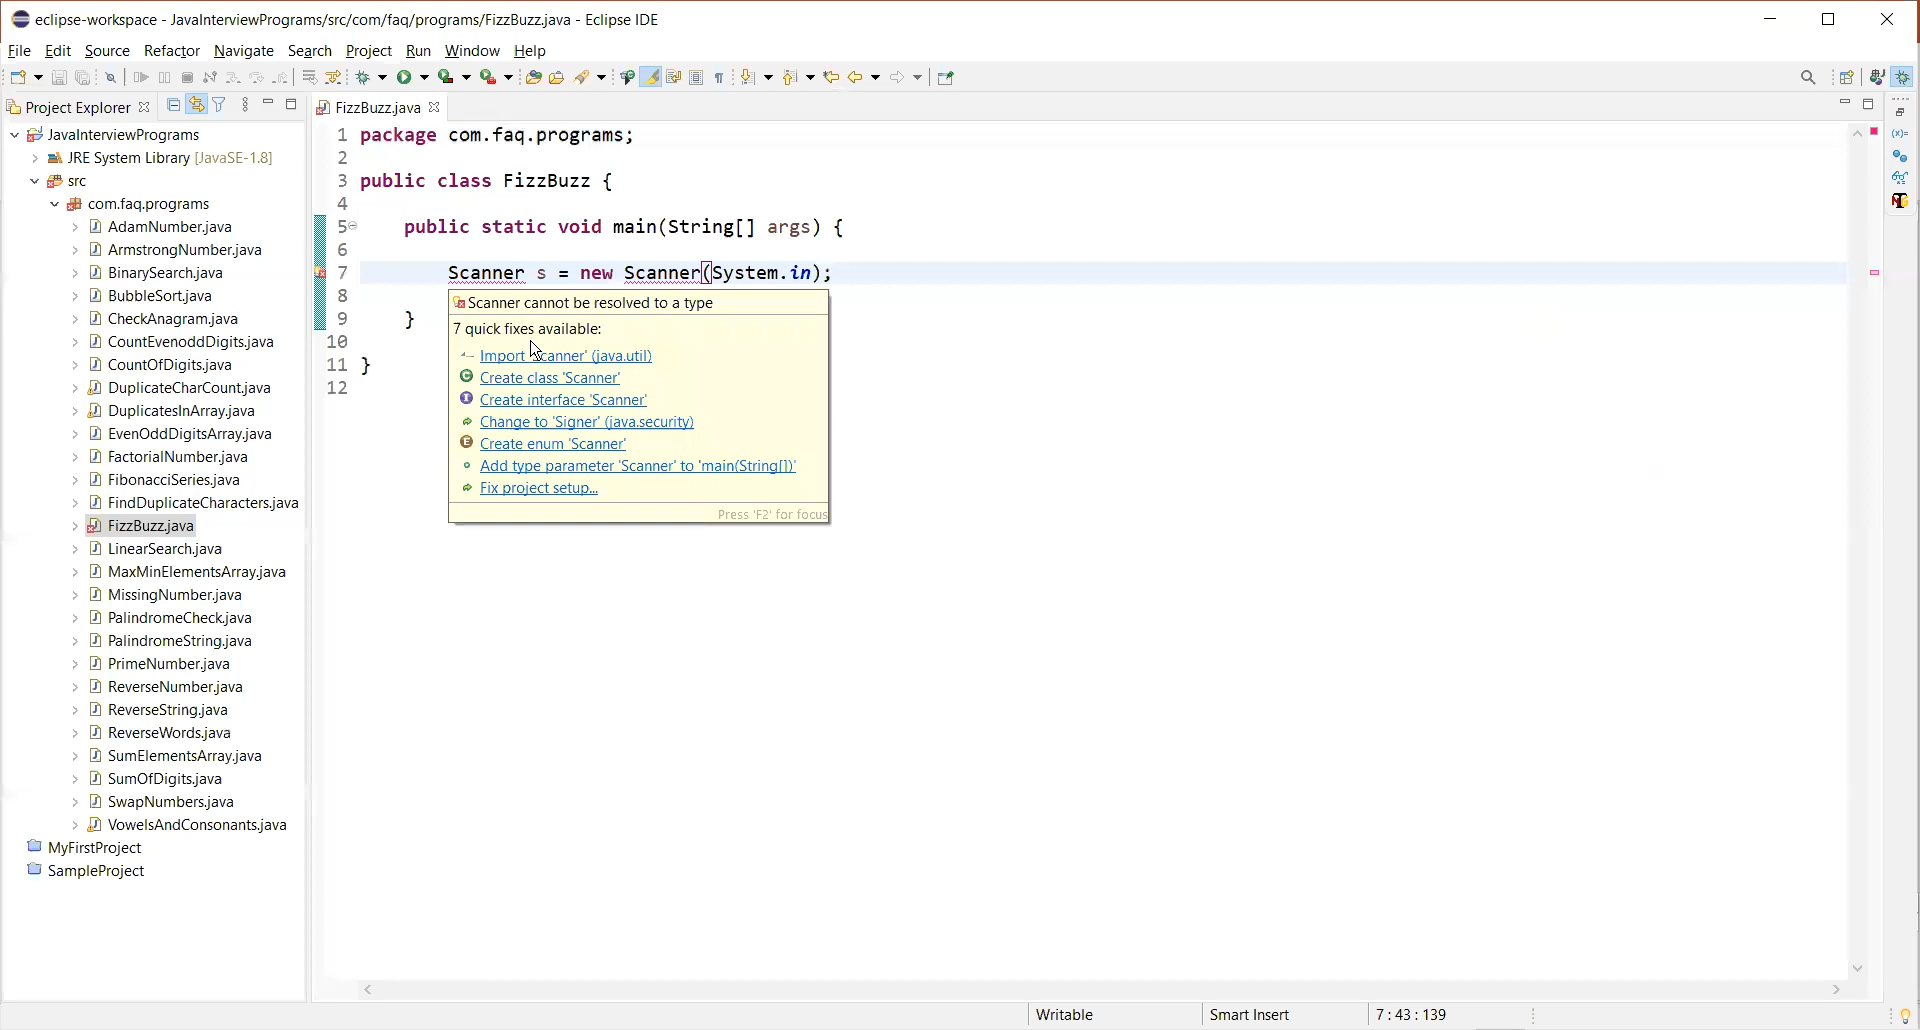 eclipse-workspace - JavaInterviewPrograms/src/com/faq/programs/FizzBuzz.java - Eclipse IDE
File Edit Source Refactor Navigate Search Project Run Window Help
Project Explorer
JavaInterviewPrograms
JRE System Library [JavaSE-1.8]
src
com.faq.programs
AdamNumber.java
ArmstrongNumber.java
BinarySearch.java
BubbleSort.java
CheckAnagram.java
CountEvenoddDigits.java
CountOfDigits.java
DuplicateCharCount.java
DuplicatesInArray.java
EvenOddDigitsArray.java
FactorialNumber.java
FibonacciSeries.java
FindDuplicateCharacters.java
FizzBuzz.java
LinearSearch.java
MaxMinElementsArray.java
MissingNumber.java
PalindromeCheck.java
PalindromeString.java
PrimeNumber.java
ReverseNumber.java
ReverseString.java
ReverseWords.java
SumElementsArray.java
SumOfDigits.java
SwapNumbers.java
VowelsAndConsonants.java
MyFirstProject
SampleProject
FizzBuzz.java
1 package com.faq.programs;
2
3 public class FizzBuzz {
4
5 public static void main(String[] args) {
6
7 Scanner s = new Scanner(System.in);
8
9 }
10
11 }
12
Scanner cannot be resolved to a type
7 quick fixes available:
Import 'Scanner' (java.util)
Create class 'Scanner'
Create interface 'Scanner'
Change to 'Signer' (java.security)
Create enum 'Scanner'
Add type parameter 'Scanner' to 'main(String[])'
Fix project setup...
Press 'F2' for focus
Writable
Smart Insert
7 : 43 : 139